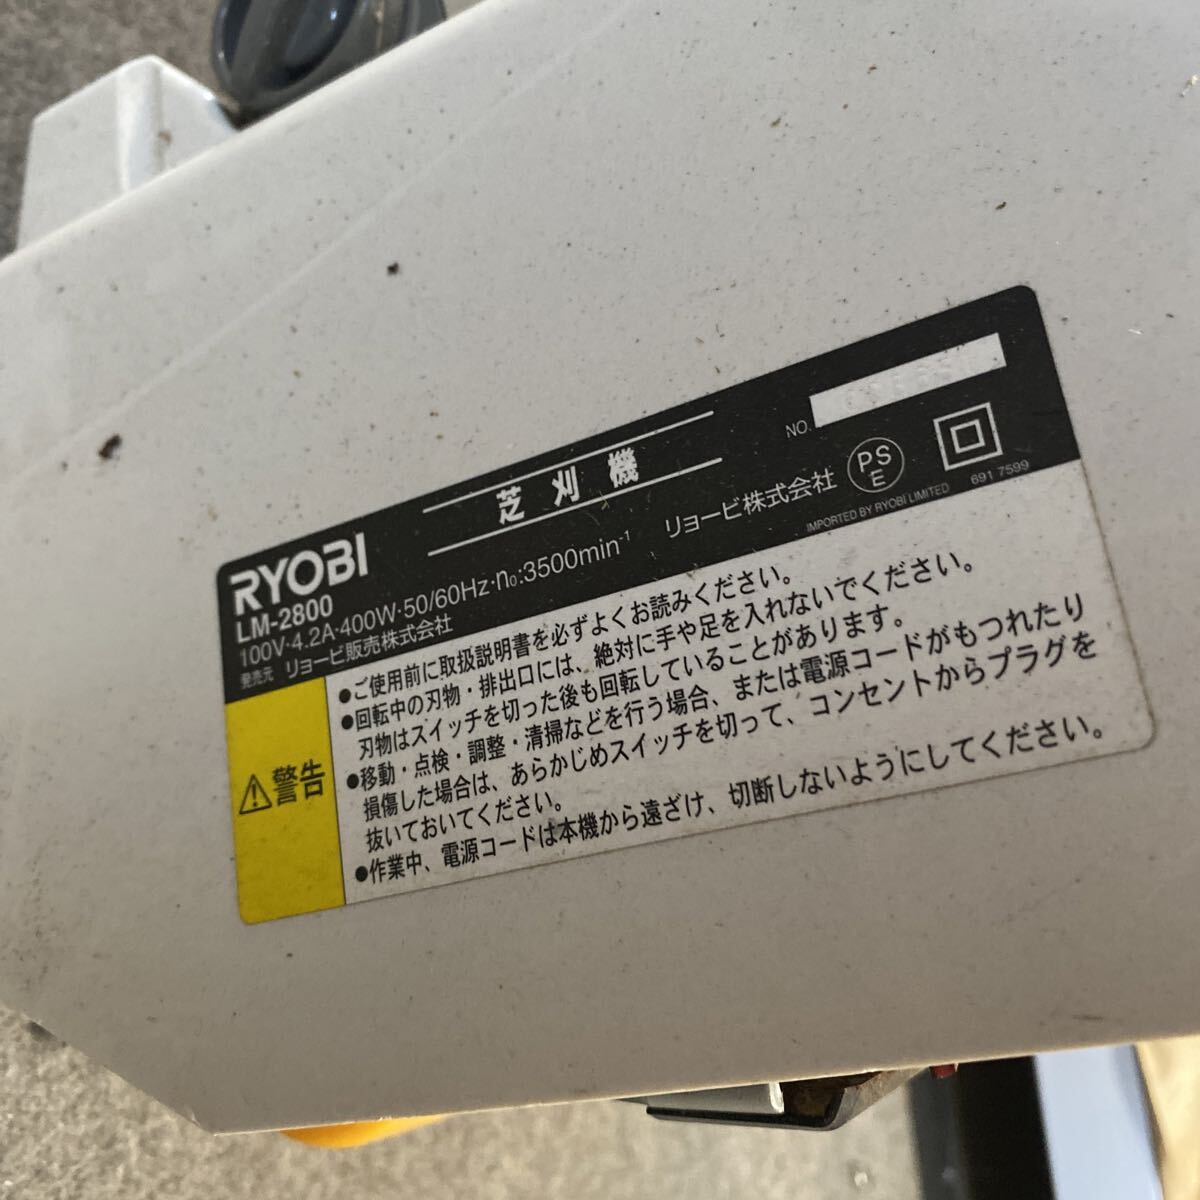 RYOBI
芝刈機
NO.
LM-2800
100V·4.2A·400W·50/60Hz·n₀:3500min⁻¹
リョービ株式会社
PS
E
発売元 リョービ販売株式会社
IMPORTED BY RYOBI LIMITED
691 7599
警告
●ご使用前に取扱説明書を必ずよくお読みください。
●回転中の刃物・排出口には、絶対に手や足を入れないでください。
刃物はスイッチを切った後も回転していることがあります。
●移動・点検・調整・清掃などを行う場合、または電源コードがもつれたり
損傷した場合は、あらかじめスイッチを切って、コンセントからプラグを
抜いておいてください。
●作業中、電源コードは本機から遠ざけ、切断しないようにしてください。